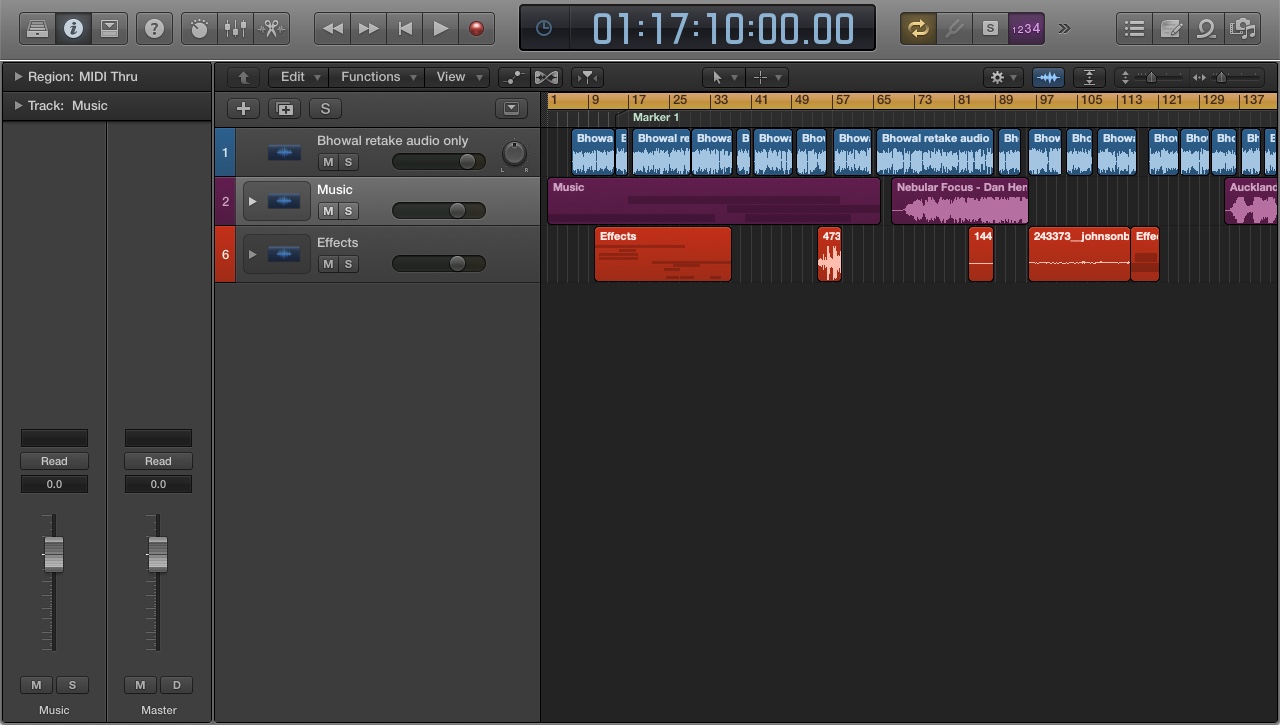 01:17:10:00.00
S
1234
Region: MIDI Thru
Edit
Functions
View
Track: Music
S
1 9 17 25 33 41 49 57 65 73 81 89 97 105 113 121 129 137
Marker 1
1
Bhowal retake audio only
M S
L R
Bhowa
Bhowal re
Bhowa
B
Bhowa
Bhow
Bhowa
Bhowal retake audio
Bho
Bhow
Bho
Bhowa
Bho
Bho
Bho
Bh
2
Music
M S
Music
Nebular Focus - Dan Hen
Auckland
6
Effects
M S
Effects
473
144
243373__johnsonb
Effe
Read Read
0.0 0.0
M S M D
Music Master